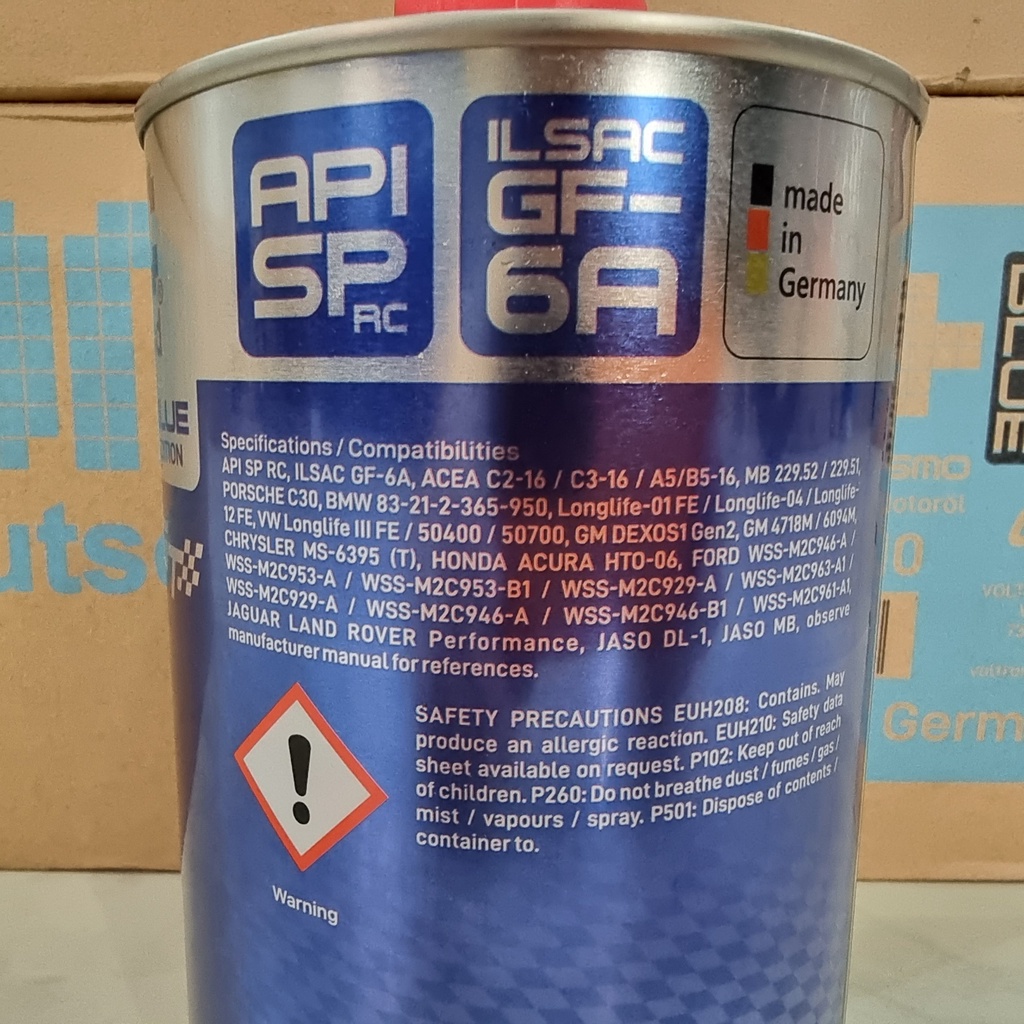 API
SP
RC
ILSAC
GF-
6A
made
in
Germany
Specifications / Compatibilities
API SP RC, ILSAC GF-6A, ACEA C2-16 / C3-16 / A5/B5-16, MB 229.52 / 229.51,
PORSCHE C30, BMW 83-21-2-365-950, Longlife-01 FE / Longlife-04 / Longlife-
12 FE, VW Longlife III FE / 50400 / 50700, GM DEXOS1 Gen2, GM 4718M / 6094M,
CHRYSLER MS-6395 (T), HONDA ACURA HTO-06, FORD WSS-M2C946-A /
WSS-M2C953-A / WSS-M2C953-B1 / WSS-M2C929-A / WSS-M2C963-A1 /
WSS-M2C929-A / WSS-M2C946-A / WSS-M2C946-B1 / WSS-M2C961-A1,
JAGUAR LAND ROVER Performance, JASO DL-1, JASO MB, observe
manufacturer manual for references.
SAFETY PRECAUTIONS EUH208: Contains. May
produce an allergic reaction. EUH210: Safety data
sheet available on request. P102: Keep out of reach
of children. P260: Do not breathe dust / fumes / gas /
mist / vapours / spray. P501: Dispose of contents /
container to.
Warning